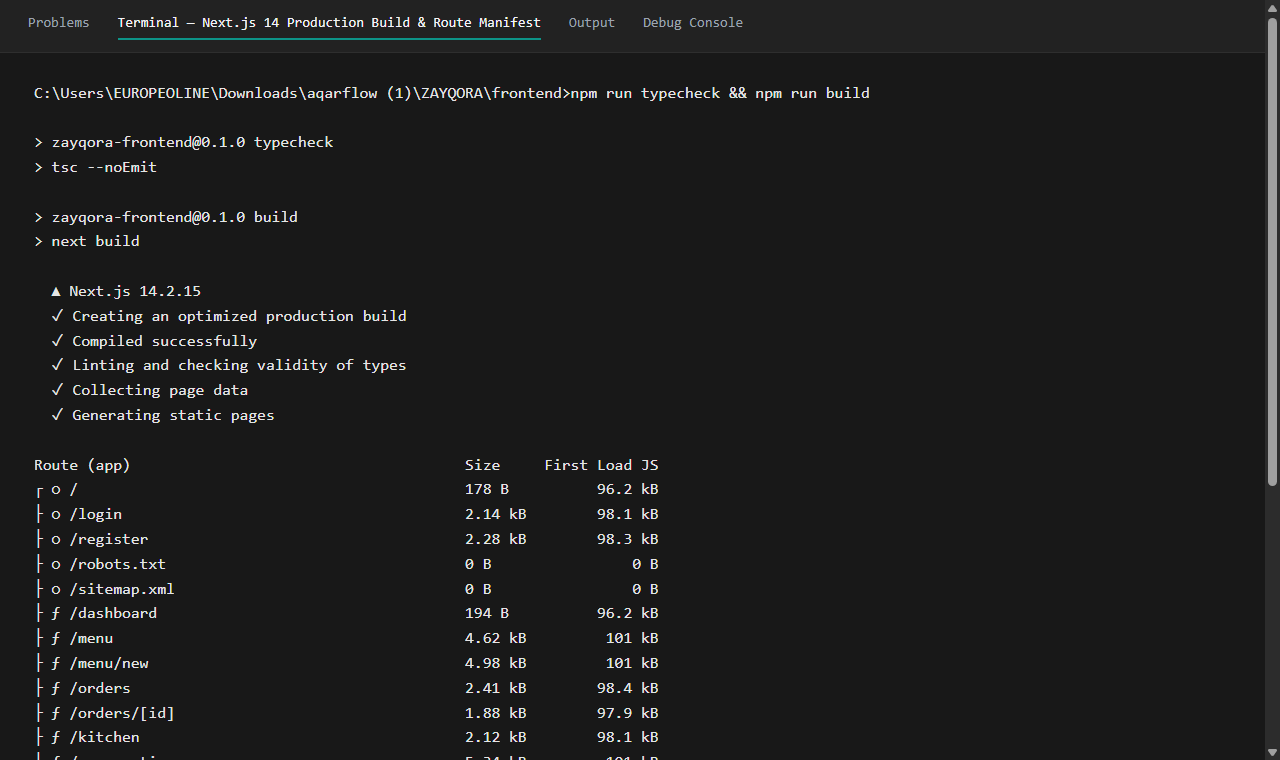 Problems Terminal — Next.js 14 Production Build & Route Manifest Output Debug Console
C:\Users\EUROPEOLINE\Downloads\aqarflow (1)\ZAYQORA\frontend>npm run typecheck && npm run build
> zayqora-frontend@0.1.0 typecheck
> tsc --noEmit
> zayqora-frontend@0.1.0 build
> next build
▲ Next.js 14.2.15
✓ Creating an optimized production build
✓ Compiled successfully
✓ Linting and checking validity of types
✓ Collecting page data
✓ Generating static pages
Route (app) Size First Load JS
┌ ○ / 178 B 96.2 kB
├ ○ /login 2.14 kB 98.1 kB
├ ○ /register 2.28 kB 98.3 kB
├ ○ /robots.txt 0 B 0 B
├ ○ /sitemap.xml 0 B 0 B
├ ƒ /dashboard 194 B 96.2 kB
├ ƒ /menu 4.62 kB 101 kB
├ ƒ /menu/new 4.98 kB 101 kB
├ ƒ /orders 2.41 kB 98.4 kB
├ ƒ /orders/[id] 1.88 kB 97.9 kB
├ ƒ /kitchen 2.12 kB 98.1 kB